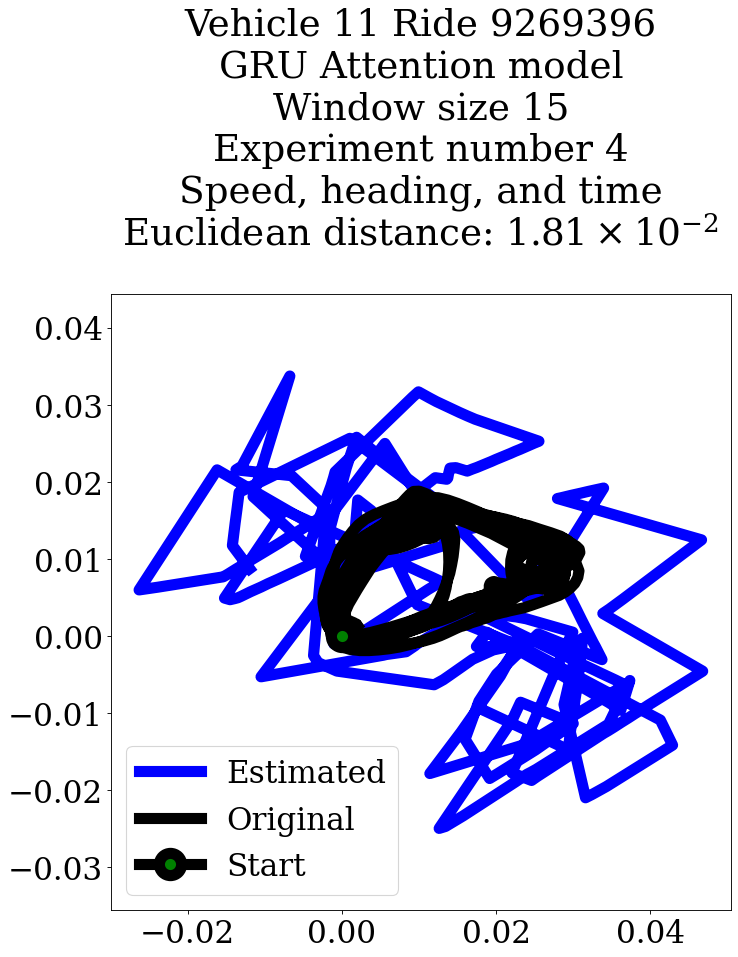 Vehicle 11 Ride 9269396
GRU Attention model
Window size 15
Experiment number 4
Speed, heading, and time
Euclidean distance: 1.81 × 10⁻²
0.04
0.03
0.02
0.01
0.00
−0.01
−0.02
−0.03
Estimated
Original
Start
−0.02 0.00 0.02 0.04